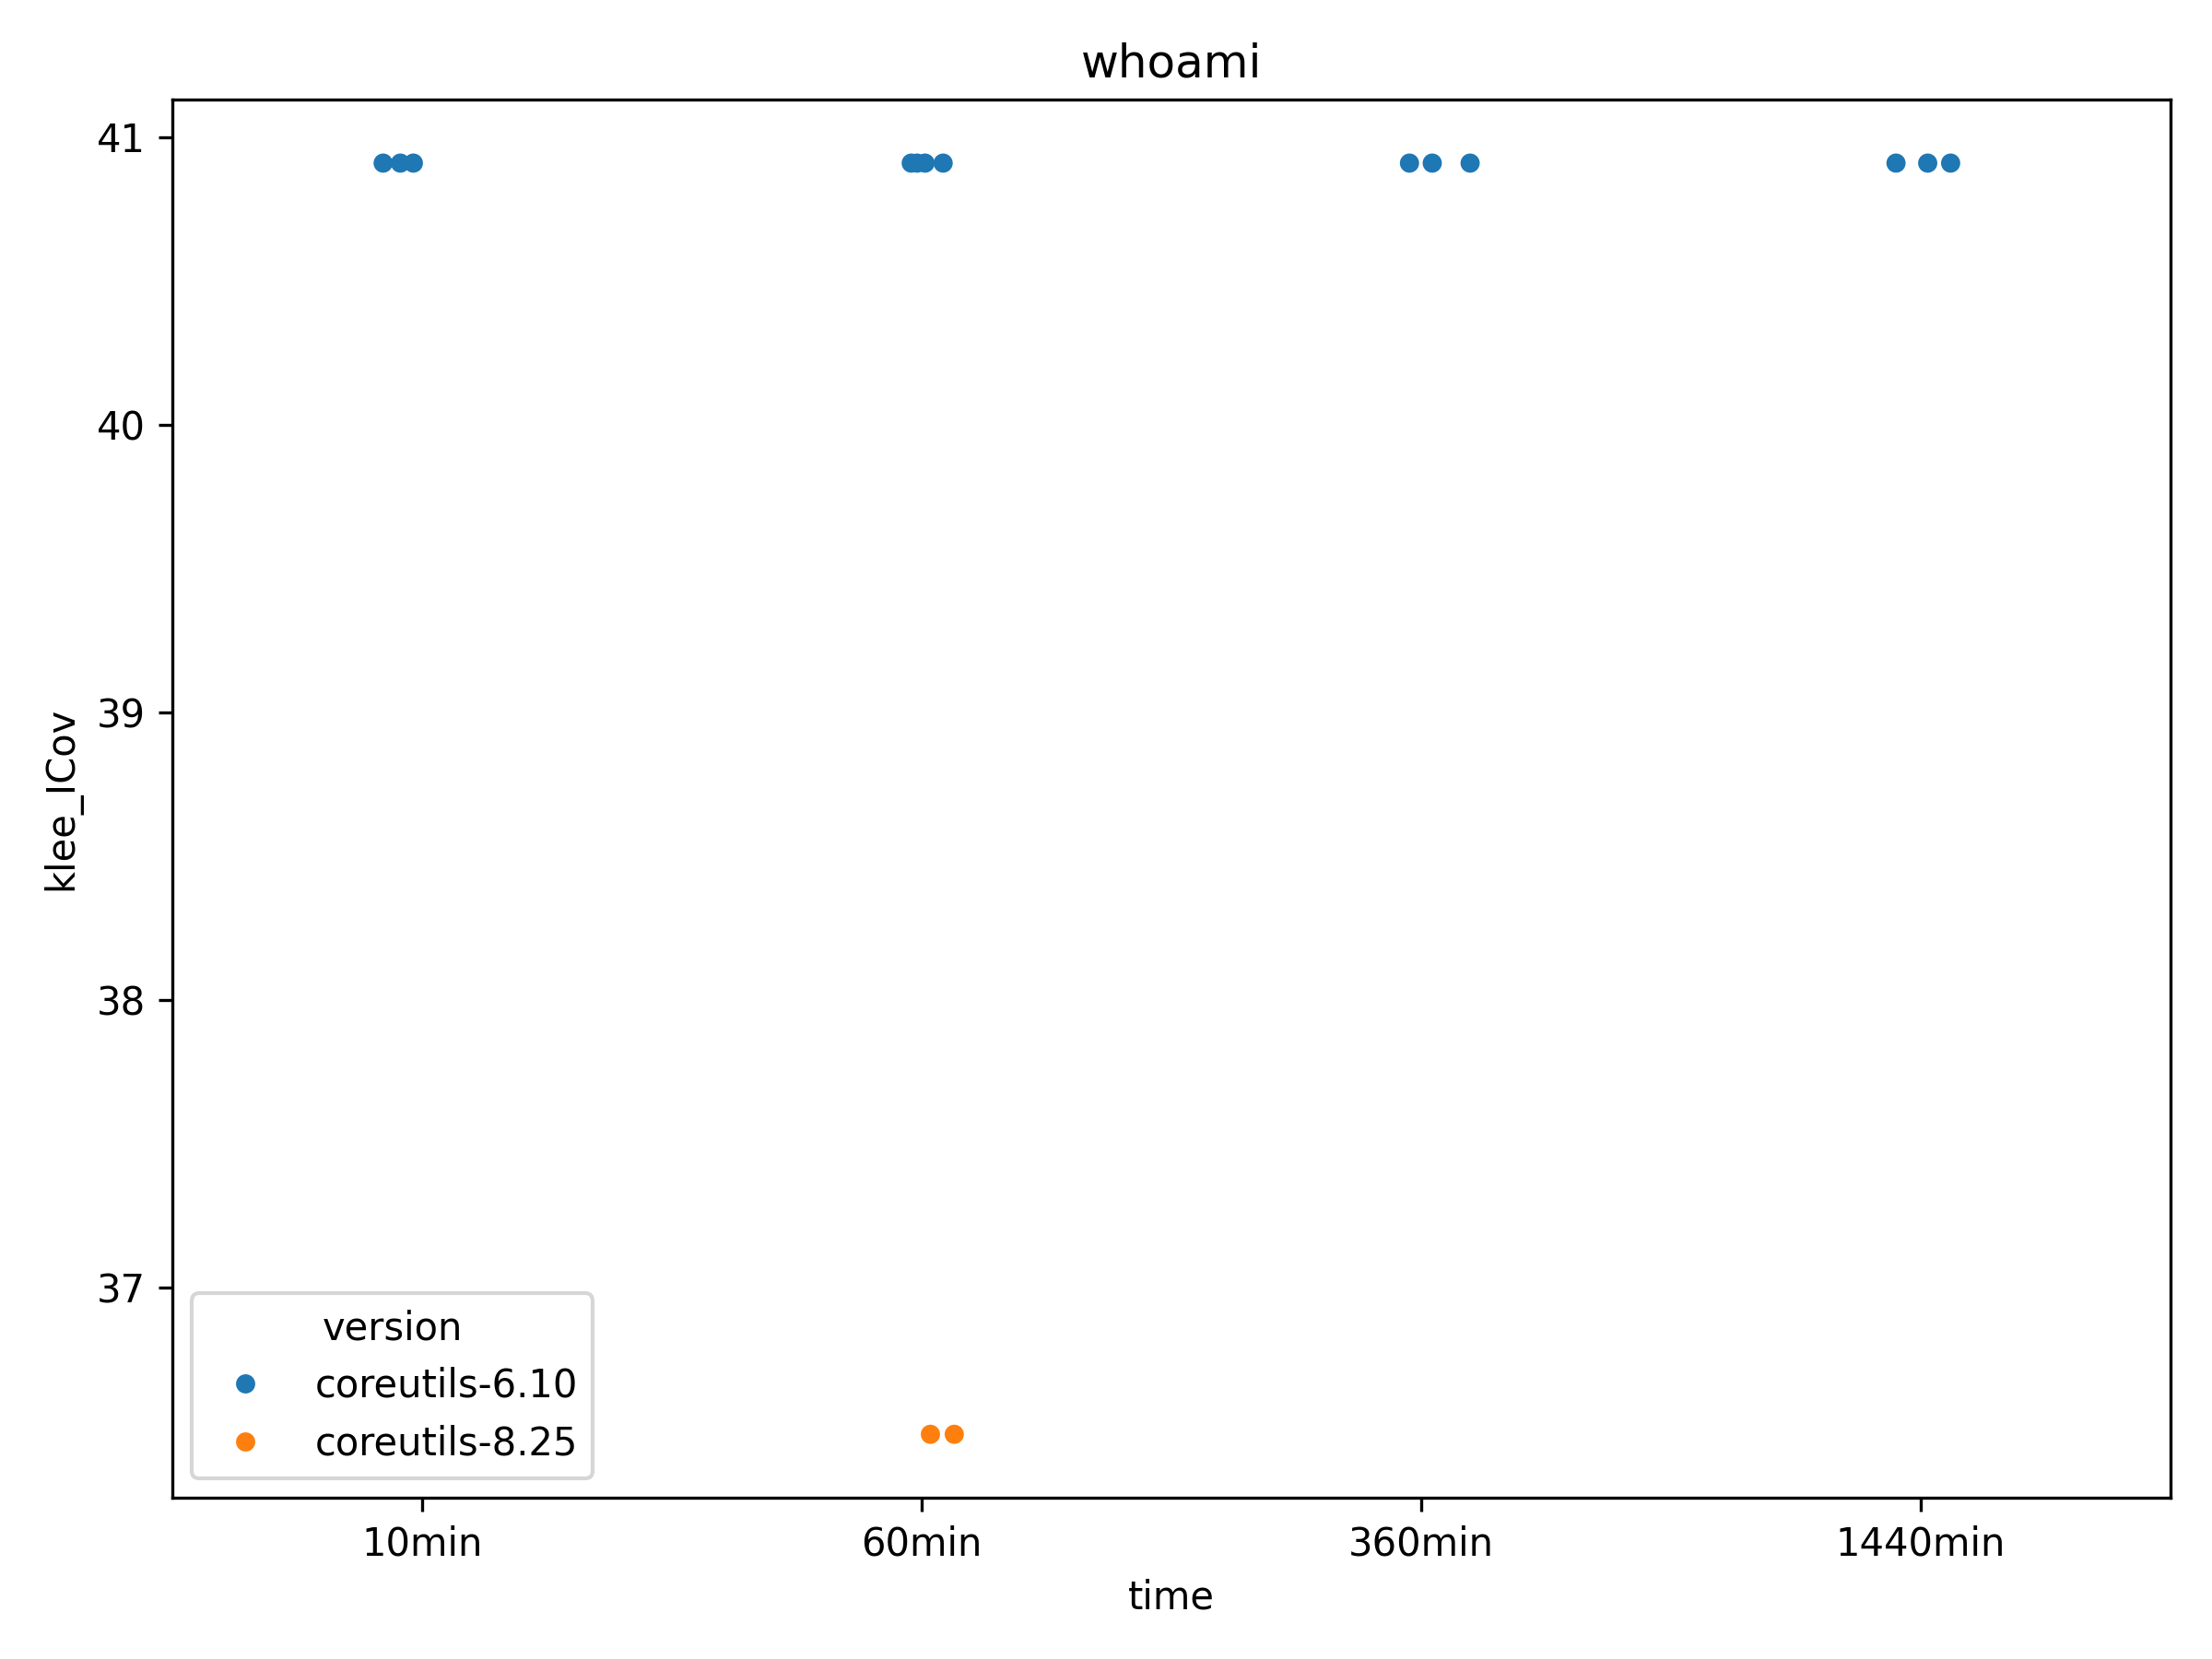 whoami
41
40
39
38
37
klee_ICov
version
coreutils-6.10
coreutils-8.25
10min
60min
360min
1440min
time